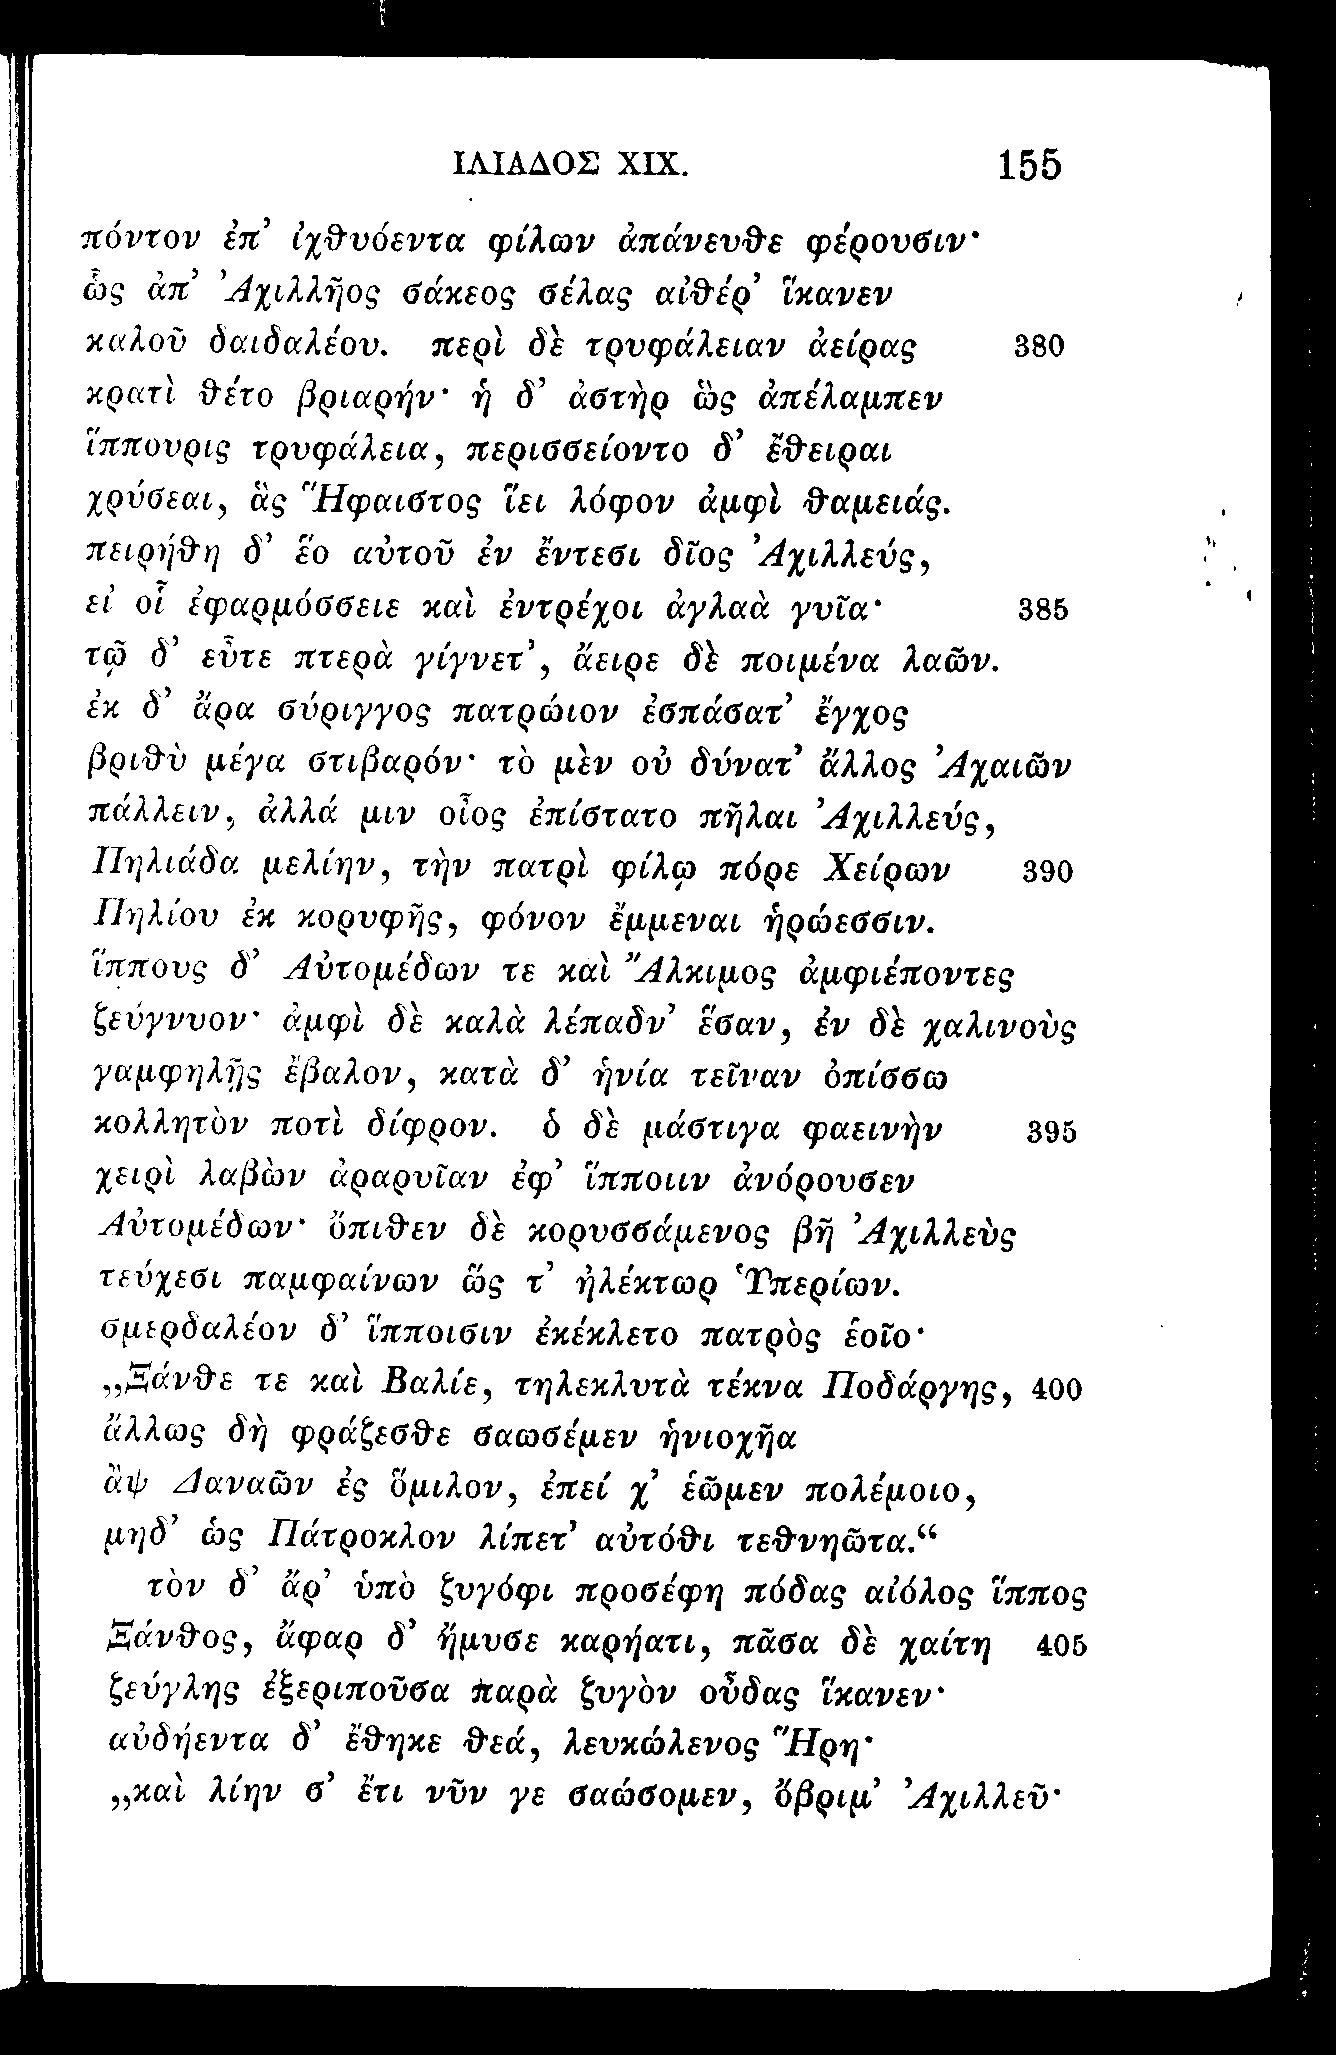 ΙΛΙΑΔΟΣ XIX. 155
πόντον ἐπ’ ἰχθυόεντα φίλων ἀπάνευθε φέρουσιν·
ὣς ἀπ’ Ἀχιλλῆος σάκεος σέλας αἰθέρ’ ἵκανεν
καλοῦ δαιδαλέου. περὶ δὲ τρυφάλειαν ἀείρας 380
κρατὶ θέτο βριαρήν· ἡ δ’ ἀστὴρ ὣς ἀπέλαμπεν
ἵππουρις τρυφάλεια, περισσείοντο δ’ ἔθειραι
χρύσεαι, ἃς Ἥφαιστος ἵει λόφον ἀμφὶ θαμειάς.
πειρήθη δ’ ἕο αὐτοῦ ἐν ἔντεσι δῖος Ἀχιλλεύς,
εἰ οἷ ἐφαρμόσσειε καὶ ἐντρέχοι ἀγλαὰ γυῖα· 385
τῷ δ’ εὖτε πτερὰ γίγνετ’, ἄειρε δὲ ποιμένα λαῶν.
ἐκ δ’ ἄρα σύριγγος πατρώιον ἐσπάσατ’ ἔγχος
βριθὺ μέγα στιβαρόν· τὸ μὲν οὐ δύνατ’ ἄλλος Ἀχαιῶν
πάλλειν, ἀλλά μιν οἶος ἐπίστατο πῆλαι Ἀχιλλεύς,
Πηλιάδα μελίην, τὴν πατρὶ φίλῳ πόρε Χείρων 390
Πηλίου ἐκ κορυφῆς, φόνον ἔμμεναι ἡρώεσσιν.
ἵππους δ’ Αὐτομέδων τε καὶ Ἄλκιμος ἀμφιέποντες
ζεύγνυον· ἀμφὶ δὲ καλὰ λέπαδν’ ἕσαν, ἐν δὲ χαλινοὺς
γαμφηλῇς ἔβαλον, κατὰ δ’ ἡνία τεῖναν ὀπίσσω
κολλητὸν ποτὶ δίφρον. ὁ δὲ μάστιγα φαεινὴν 395
χειρὶ λαβὼν ἀραρυῖαν ἐφ’ ἵπποιιν ἀνόρουσεν
Αὐτομέδων· ὄπιθεν δὲ κορυσσάμενος βῆ Ἀχιλλεὺς
τεύχεσι παμφαίνων ὥς τ’ ἠλέκτωρ Ὑπερίων.
σμερδαλέον δ’ ἵπποισιν ἐκέκλετο πατρὸς ἑοῖο·
„Ξάνθε τε καὶ Βαλίε, τηλεκλυτὰ τέκνα Ποδάργης, 400
ἄλλως δὴ φράζεσθε σαωσέμεν ἡνιοχῆα
ἂψ Δαναῶν ἐς ὅμιλον, ἐπεί χ’ ἑῶμεν πολέμοιο,
μηδ’ ὡς Πάτροκλον λίπετ’ αὐτόθι τεθνηῶτα.“
τὸν δ’ ἄρ’ ὑπὸ ζυγόφι προσέφη πόδας αἰόλος ἵππος
Ξάνθος, ἄφαρ δ’ ἤμυσε καρήατι, πᾶσα δὲ χαίτη 405
ζεύγλης ἐξεριποῦσα παρὰ ζυγὸν οὖδας ἵκανεν·
αὐδήεντα δ’ ἔθηκε θεά, λευκώλενος Ἥρη·
„καὶ λίην σ’ ἔτι νῦν γε σαώσομεν, ὄβριμ’ Ἀχιλλεῦ·